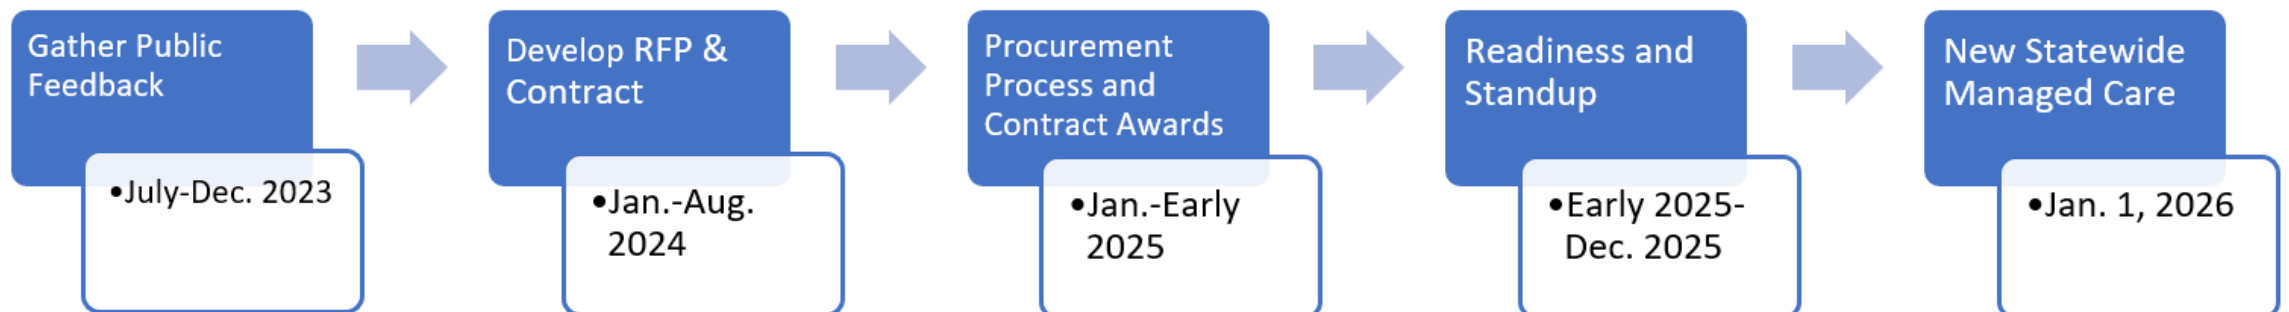 Gather Public
Feedback
•July-Dec. 2023
Develop RFP &
Contract
•Jan.-Aug.
2024
Procurement
Process and
Contract Awards
•Jan.-Early
2025
Readiness and
Standup
•Early 2025-
Dec. 2025
New Statewide
Managed Care
•Jan. 1, 2026